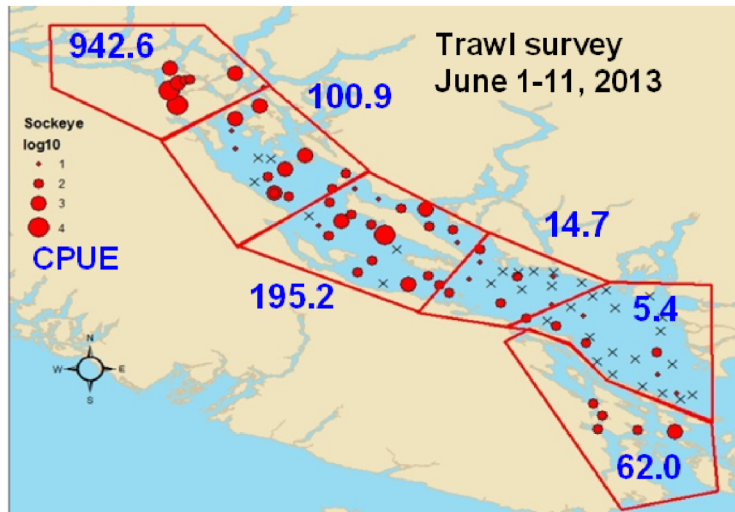 942.6
Trawl survey
June 1-11, 2013
100.9
Sockeye
log10
1
2
3
4
CPUE
14.7
195.2
5.4
N
W E
S
62.0